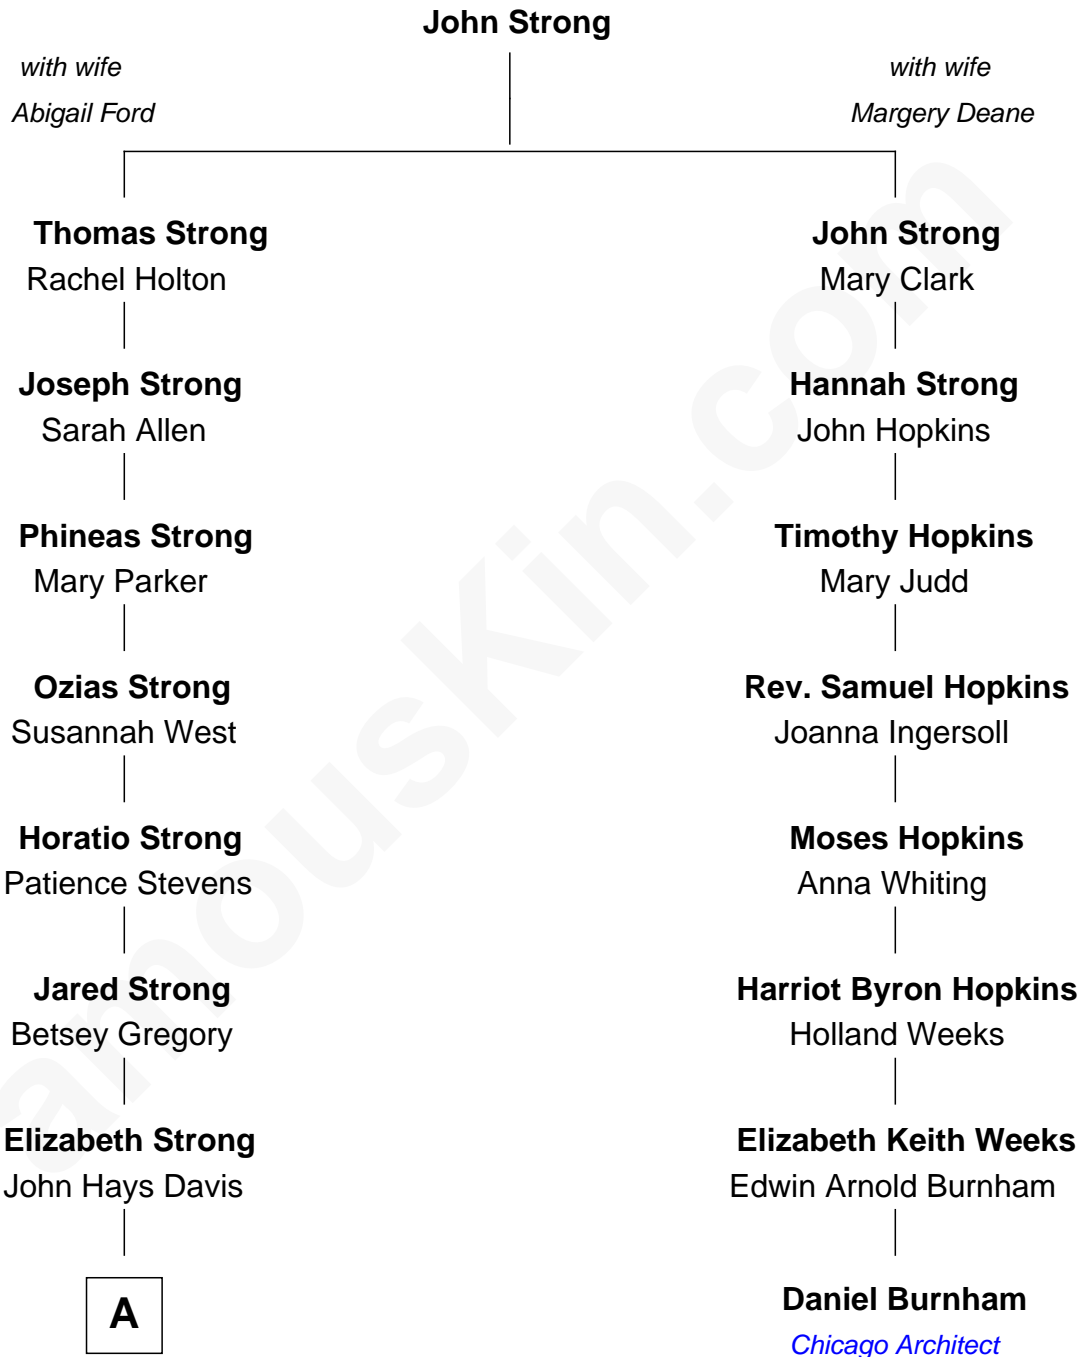 John Strong
with wife
Abigail Ford
with wife
Margery Deane
Thomas Strong
Rachel Holton
John Strong
Mary Clark
Joseph Strong
Sarah Allen
Hannah Strong
John Hopkins
Phineas Strong
Mary Parker
Timothy Hopkins
Mary Judd
Ozias Strong
Susannah West
Rev. Samuel Hopkins
Joanna Ingersoll
Horatio Strong
Patience Stevens
Moses Hopkins
Anna Whiting
Jared Strong
Betsey Gregory
Harriot Byron Hopkins
Holland Weeks
Elizabeth Strong
John Hays Davis
Elizabeth Keith Weeks
Edwin Arnold Burnham
A
Daniel Burnham
Chicago Architect
amousKin.com